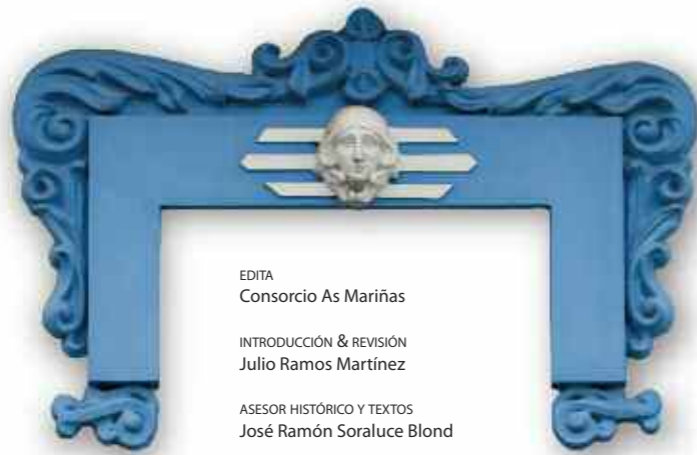 EDITA
Consorcio As Mariñas
INTRODUCCIÓN & REVISIÓN
Julio Ramos Martínez
ASESOR HISTÓRICO Y TEXTOS
José Ramón Soraluce Blond